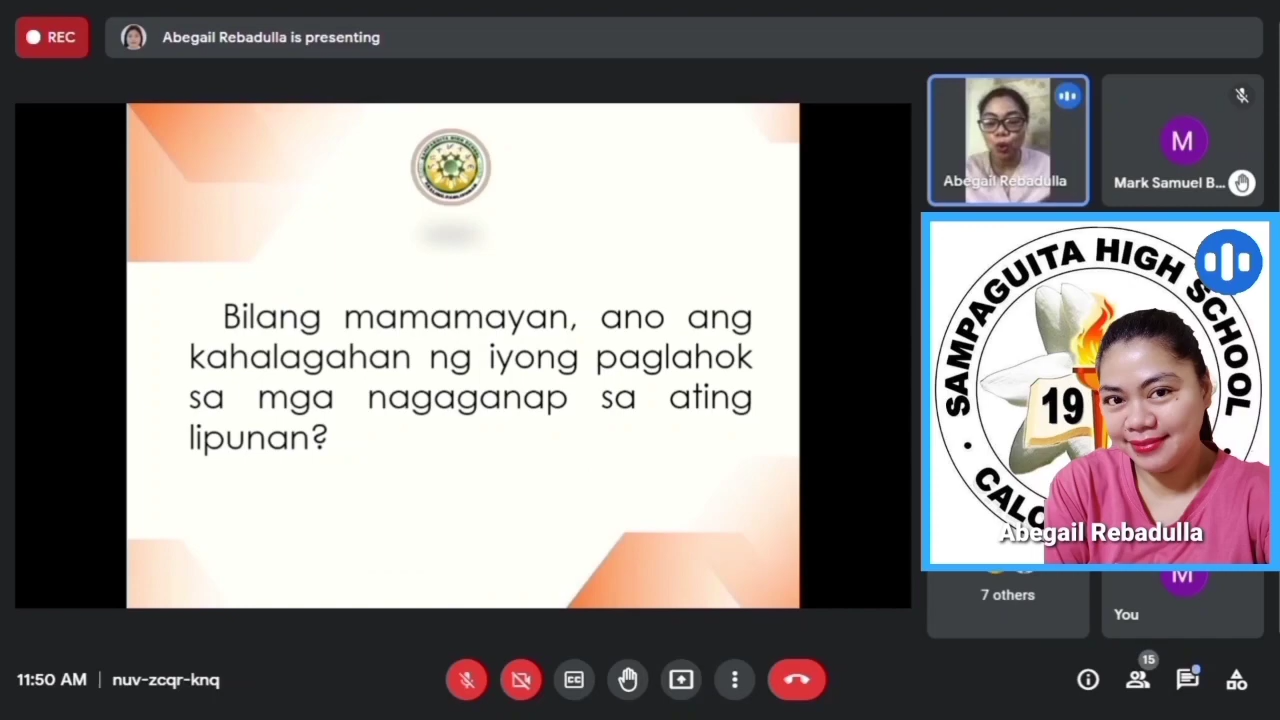 REC
Abegail Rebadulla is presenting
Abegail Rebadulla
M
Mark Samuel B...
SAMPAGUITA HIGH SCHOOL
19
CALO
Abegail Rebadulla
Bilang mamamayan, ano ang
kahalagahan ng iyong paglahok
sa mga nagaganap sa ating
lipunan?
7 others
M
You
11:50 AM | nuv-zcqr-knq
CC
15